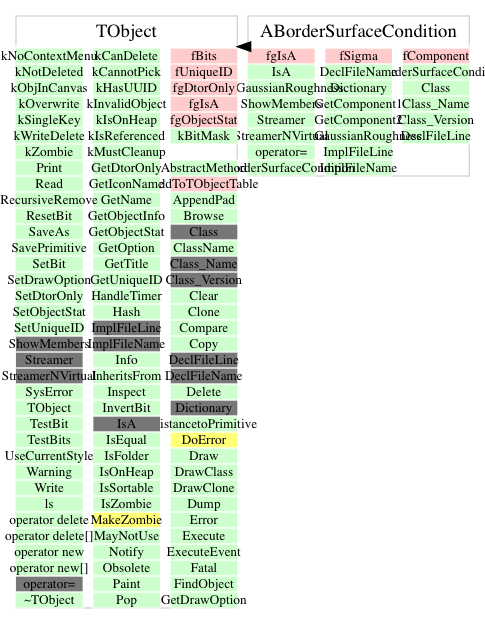 TObject
ABorderSurfaceCondition
kNoContextMenu kCanDelete fBits
kNotDeleted kCannotPick fUniqueID
kObjInCanvas kHasUUID fgDtorOnly
kOverwrite kInvalidObject fgIsA
kSingleKey kIsOnHeap fgObjectStat
kWriteDelete kIsReferenced kBitMask
kZombie kMustCleanup
Print GetDtorOnly AbstractMethod
Read GetIconName ddToTObjectTable
RecursiveRemove GetName AppendPad
ResetBit GetObjectInfo Browse
SaveAs GetObjectStat Class
SavePrimitive GetOption ClassName
SetBit GetTitle Class_Name
SetDrawOption GetUniqueID Class_Version
SetDtorOnly HandleTimer Clear
SetObjectStat Hash Clone
SetUniqueID ImplFileLine Compare
ShowMembers ImplFileName Copy
Streamer Info DeclFileLine
StreamerNVirtual InheritsFrom DeclFileName
SysError Inspect Delete
TObject InvertBit Dictionary
TestBit IsA istancetoPrimitive
TestBits IsEqual DoError
UseCurrentStyle IsFolder Draw
Warning IsOnHeap DrawClass
Write IsSortable DrawClone
ls IsZombie Dump
operator delete MakeZombie Error
operator delete[] MayNotUse Execute
operator new Notify ExecuteEvent
operator new[] Obsolete Fatal
operator= Paint FindObject
~TObject Pop GetDrawOption
fgIsA fSigma fComponent
IsA DeclFileName
GaussianRoughness Dictionary Class
ShowMembers GetComponent1 Class_Name
Streamer GetComponent2 Class_Version
StreamerNVirtual GaussianRoughness DeclFileLine
operator= ImplFileLine
ImplFileName